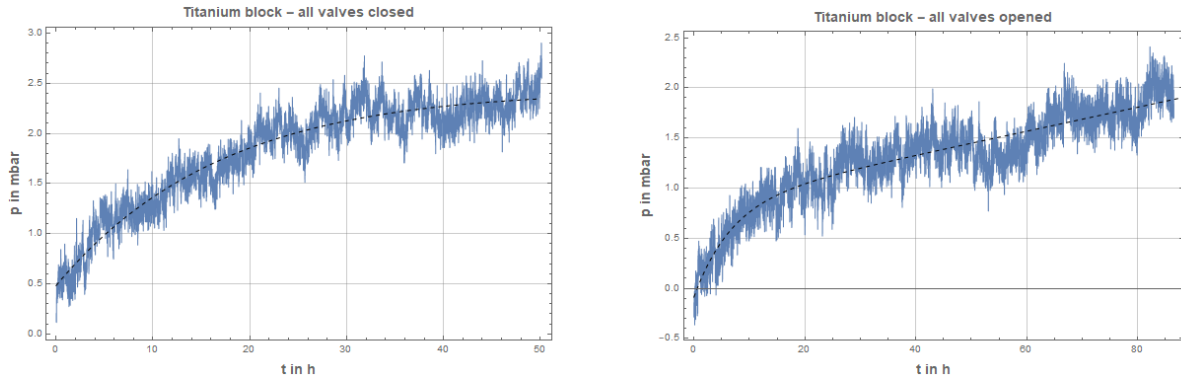 Titanium block – all valves closed
p in mbar
3.0
2.5
2.0
1.5
1.0
0.5
0.0
0 10 20 30 40 50
t in h
Titanium block – all valves opened
p in mbar
2.5
2.0
1.5
1.0
0.5
0.0
-0.5
0 20 40 60 80
t in h